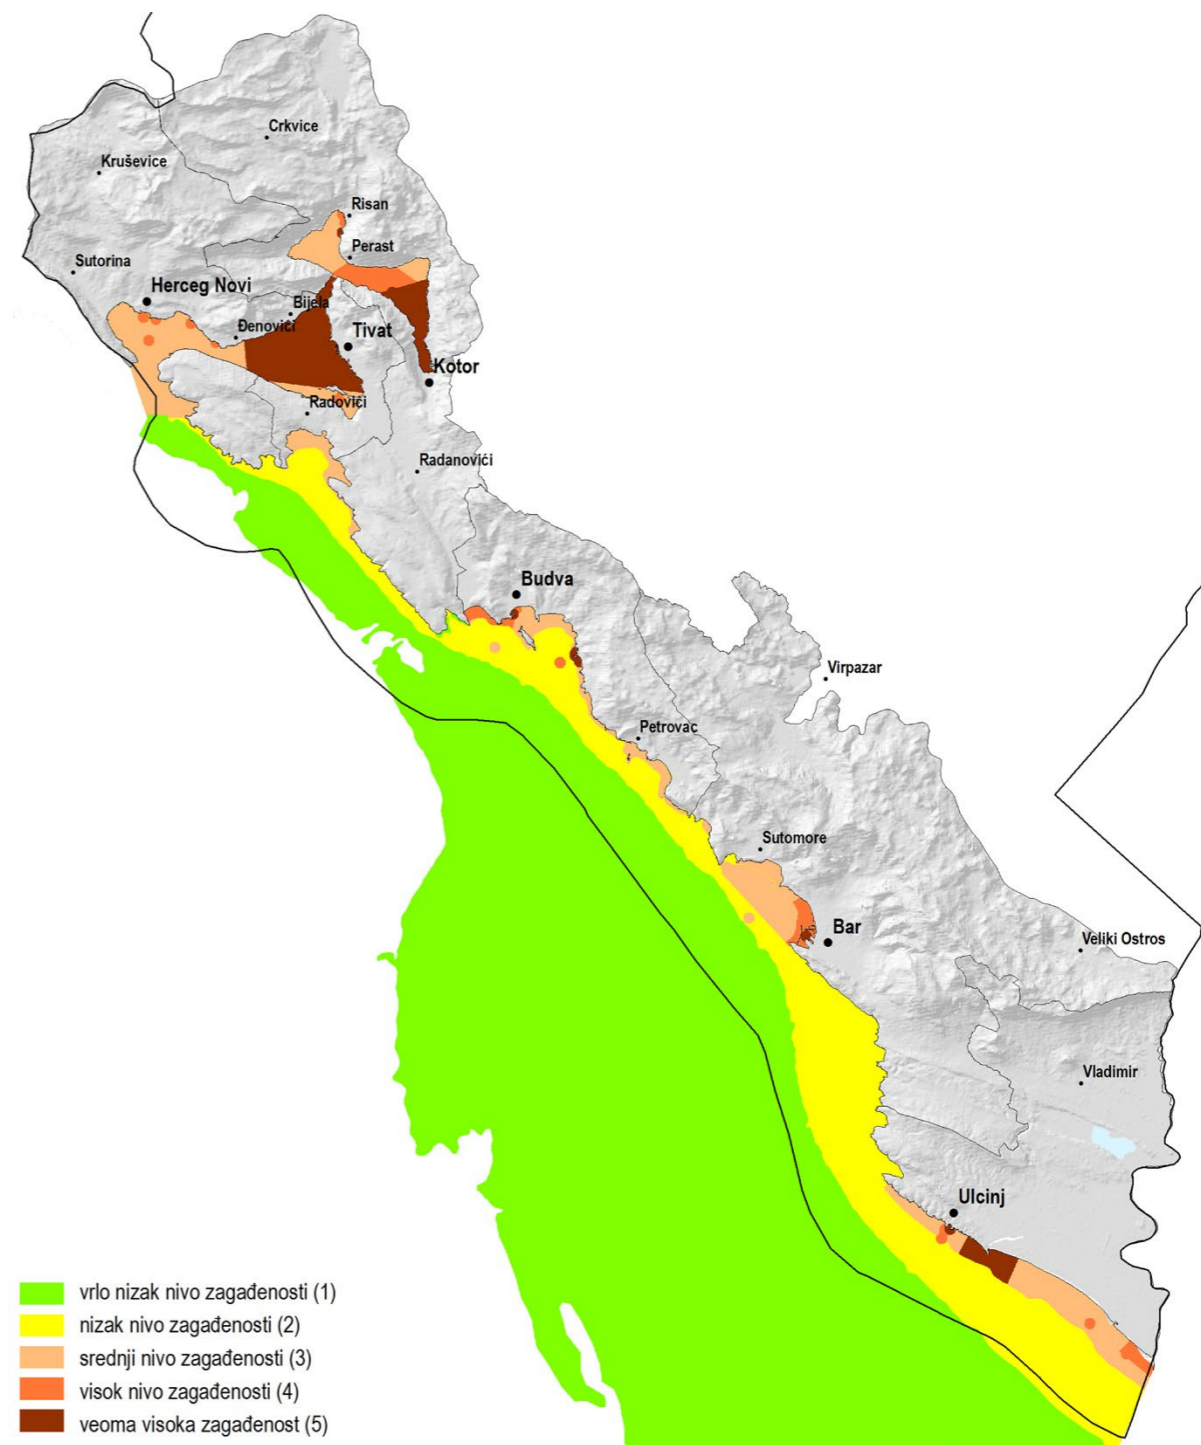 Crkvice
Kruševice
Risan
Perast
Sutorina
Herceg Novi
Bijela
Đenovići
Tivat
Kotor
Radovići
Radanovići
Budva
Virpazar
Petrovac
Sutomore
Bar
Veliki Ostros
Vladimir
Ulcinj
vrlo nizak nivo zagađenosti (1)
nizak nivo zagađenosti (2)
srednji nivo zagađenosti (3)
visok nivo zagađenosti (4)
veoma visoka zagađenost (5)